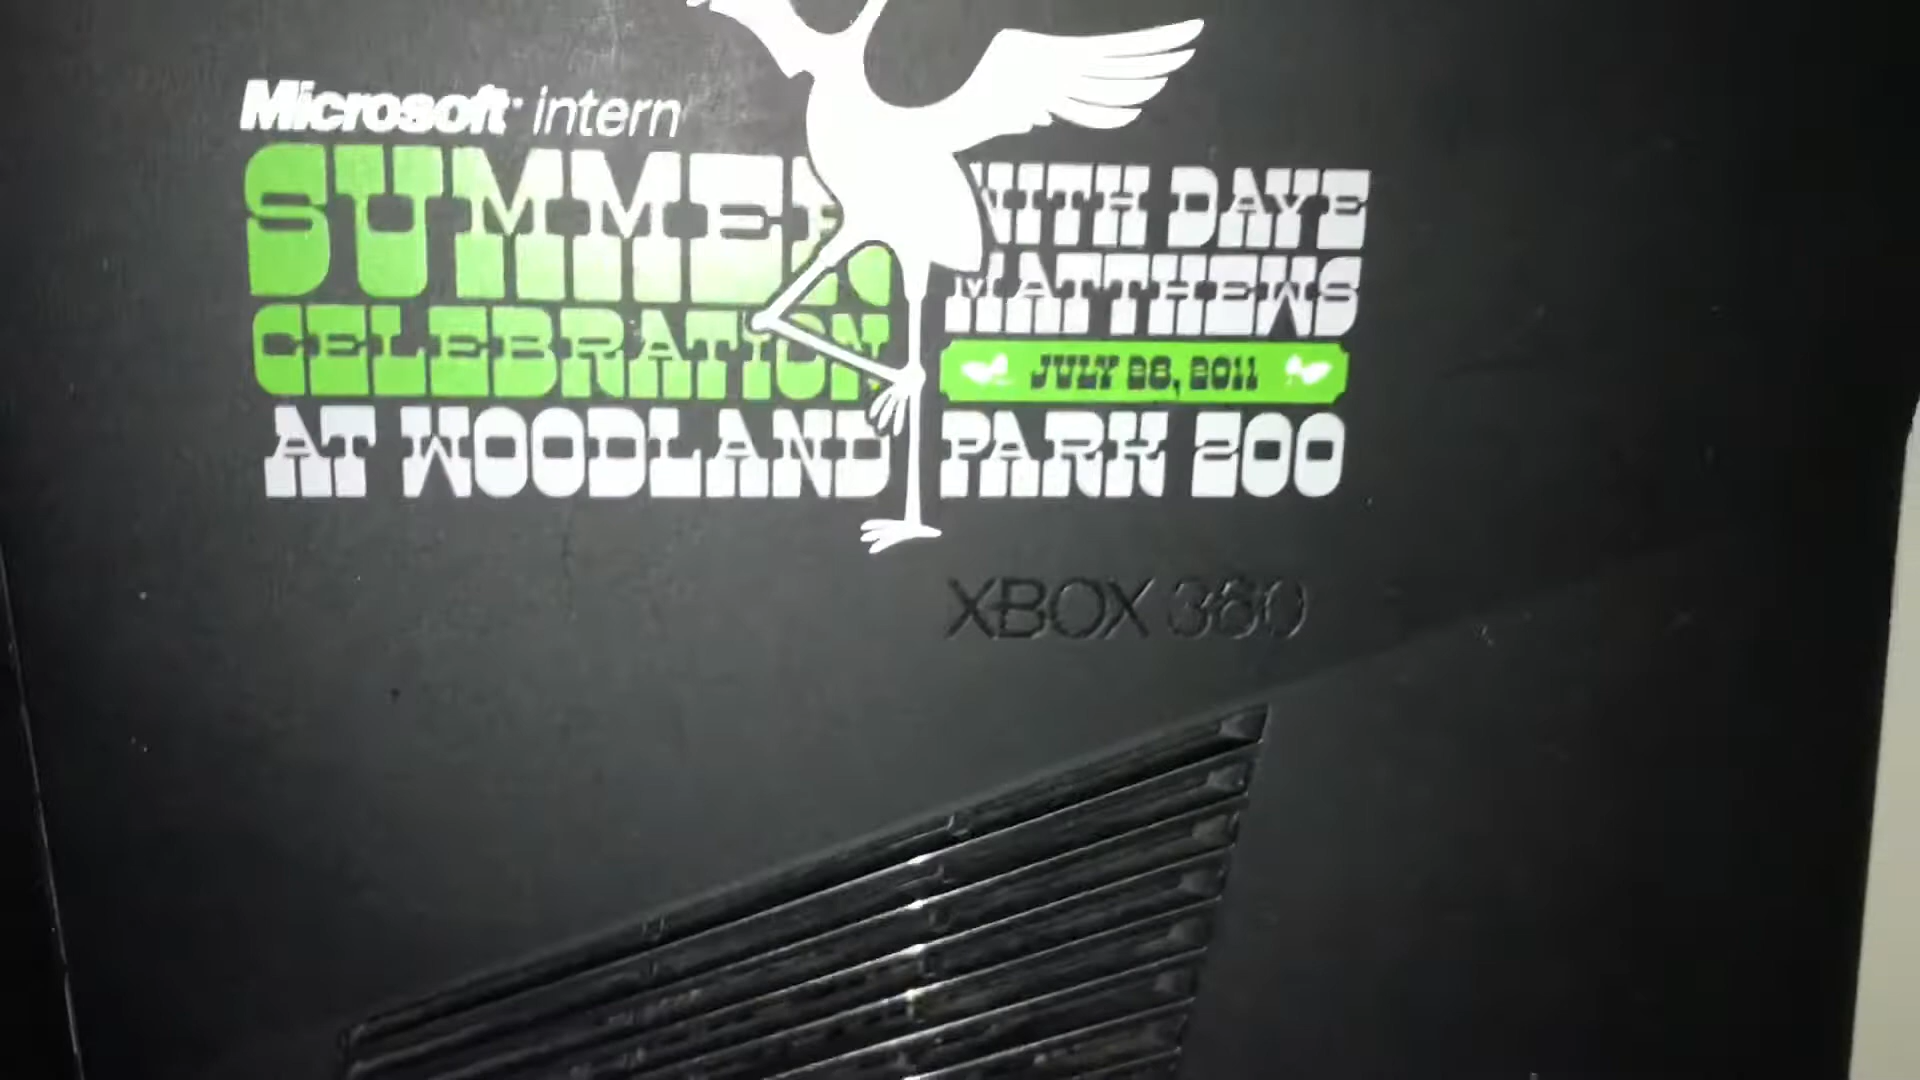 Microsoft intern
SUMMER
CELEBRATION
WITH DAVE
MATTHEWS
JULY 28, 2011
AT WOODLAND PARK ZOO
XBOX 360